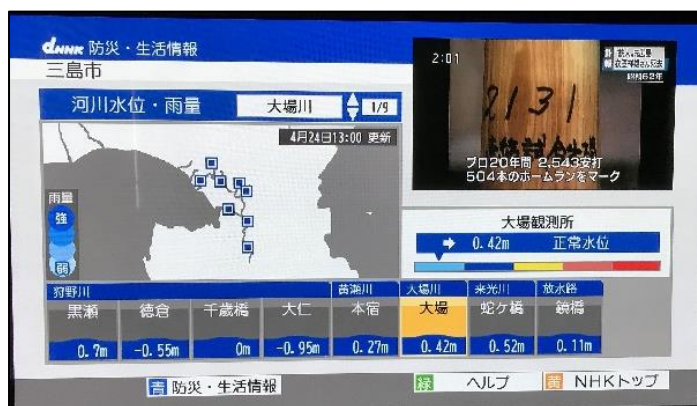 dNHK 防災・生活情報
三島市
河川水位・雨量 大場川 1/9
4月24日13:00 更新
雨量
強
弱
2:01
昭和62年
2131
プロ20年間 2,543安打
504本のホームランをマーク
大場観測所
0.42m 正常水位
狩野川 黄瀬川 大場川 来光川 放水路
黒瀬 徳倉 千歳橋 大仁 本宿 大場 蛇ケ橋 鏡橋
0.7m -0.55m 0m -0.95m 0.27m 0.42m 0.52m 0.11m
青 防災・生活情報 緑 ヘルプ 黄 NHKトップ